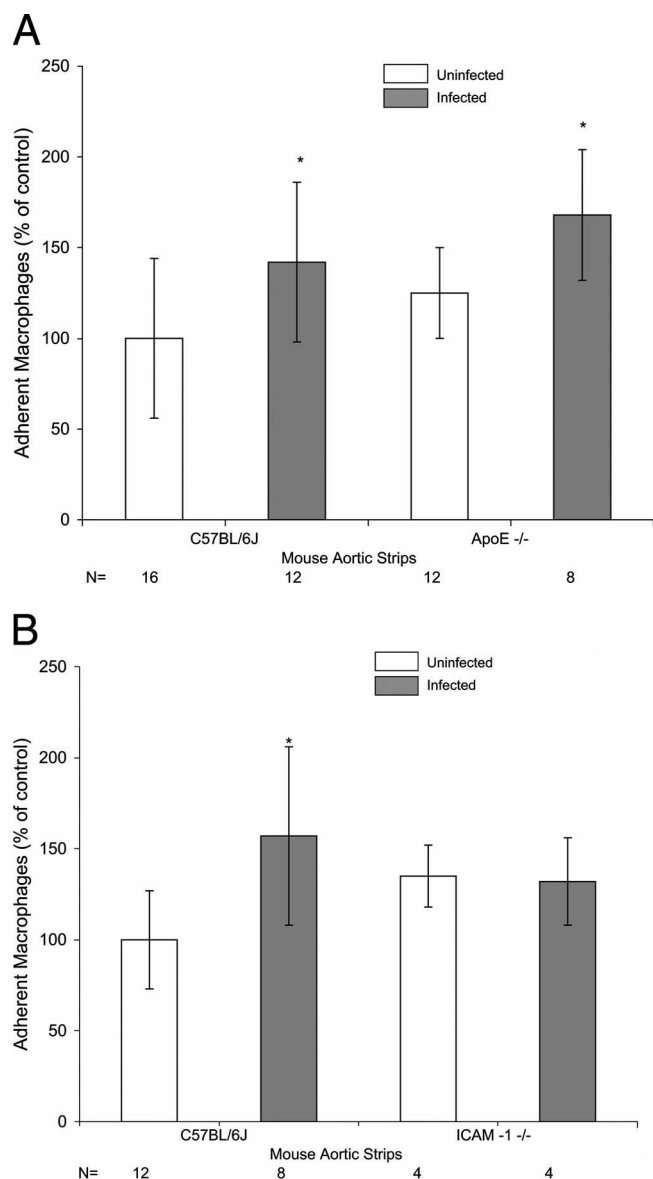 A
250
200
150
100
50
0
Adherent Macrophages (% of control)
Uninfected
Infected
*
*
C57BL/6J ApoE -/-
Mouse Aortic Strips
N= 16 12 12 8
B
250
200
150
100
50
0
Adherent Macrophages (% of control)
Uninfected
Infected
*
C57BL/6J ICAM -1 -/-
Mouse Aortic Strips
N= 12 8 4 4